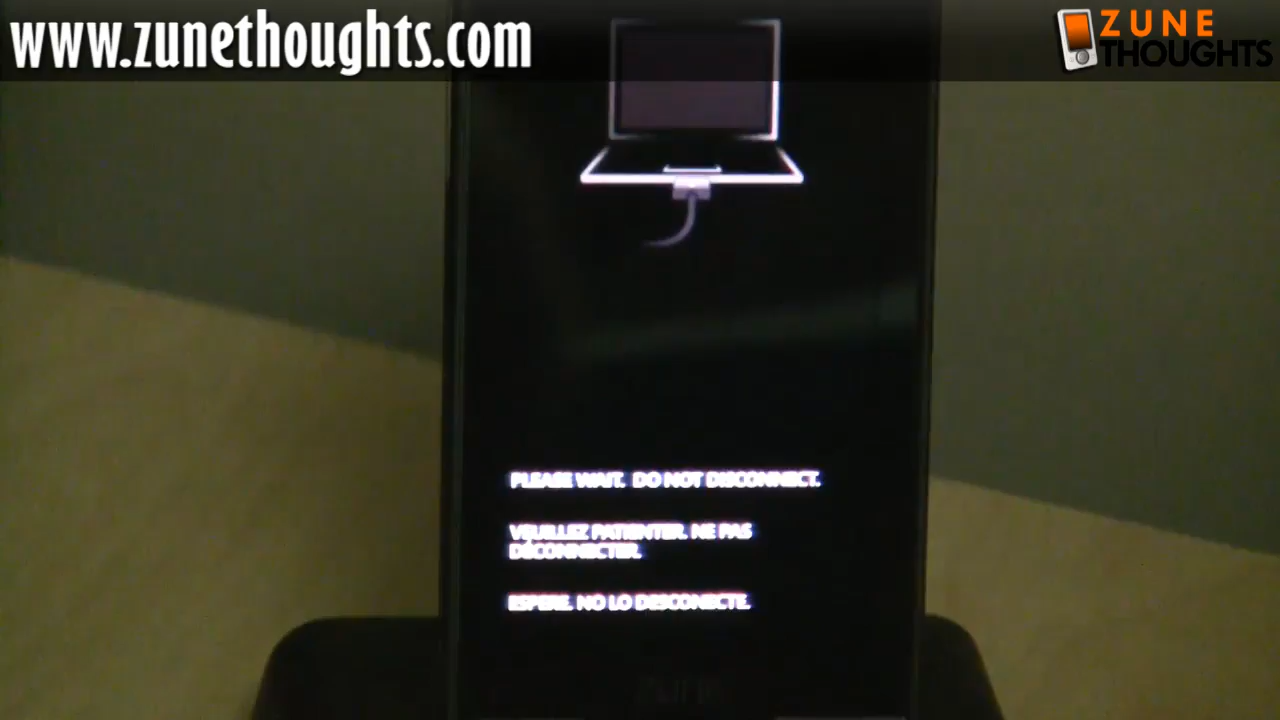 www.zunethoughts.com
ZUNE
THOUGHTS
PLEASE WAIT. DO NOT DISCONNECT.
VEUILLEZ PATIENTER. NE PAS
DÉCONNECTER.
ESPERE. NO LO DESCONECTE.
zune